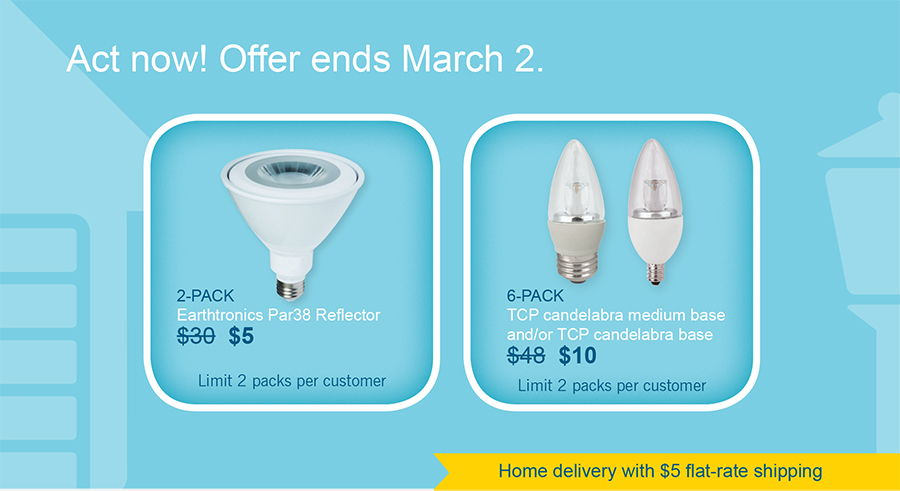 Act now! Offer ends March 2.
2-PACK
Earthtronics Par38 Reflector
$30 $5
Limit 2 packs per customer
6-PACK
TCP candelabra medium base
and/or TCP candelabra base
$48 $10
Limit 2 packs per customer
Home delivery with $5 flat-rate shipping